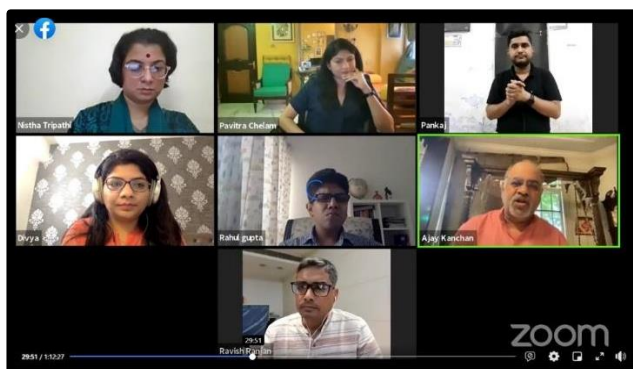 Nistha Tripathi
Pavitra Chelam
Pankaj
Divya
Rahul gupta
Ajay Kanchan
29:51
Ravish Ranjan
zoom
29:51 / 1:12:27